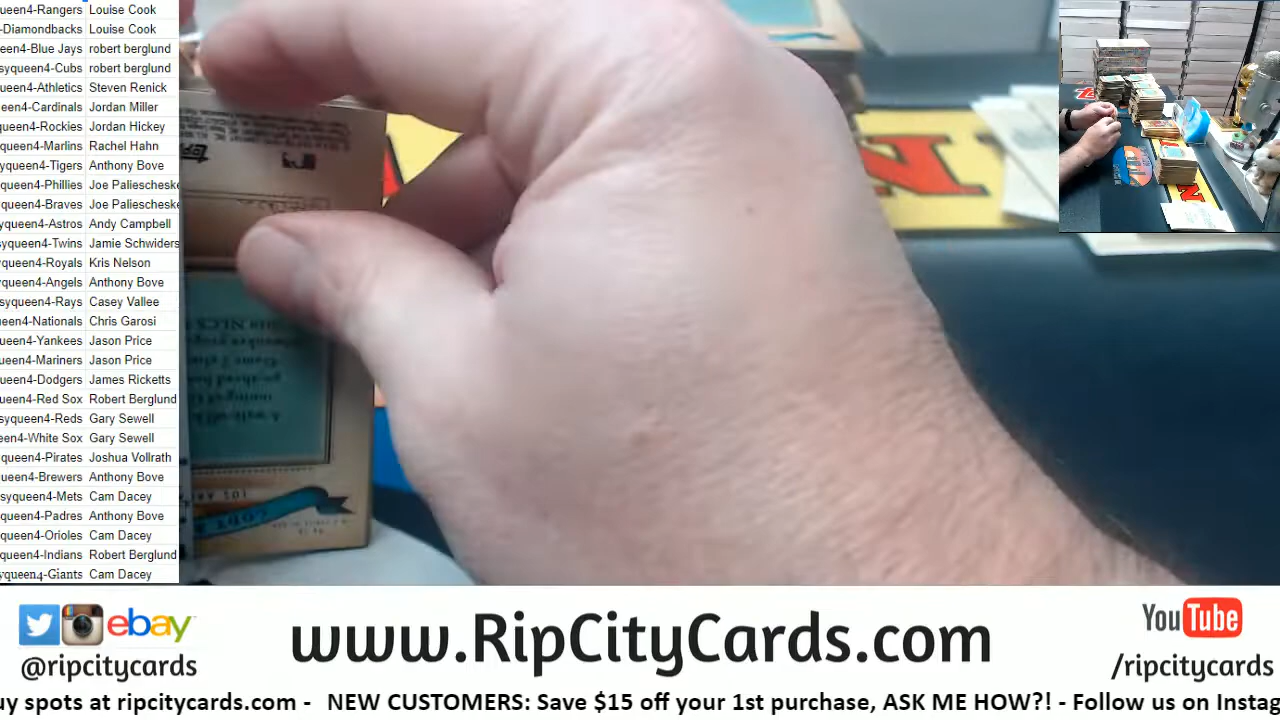 queen4-Rangers Louise Cook
-Diamondbacks Louise Cook
een4-Blue Jays robert berglund
syqueen4-Cubs robert berglund
ueen4-Athletics Steven Renick
een4-Cardinals Jordan Miller
queen4-Rockies Jordan Hickey
queen4-Marlins Rachel Hahn
yqueen4-Tigers Anthony Bove
ueen4-Phillies Joe Paliescheske
queen4-Braves Joe Paliescheske
yqueen4-Astros Andy Campbell
syqueen4-Twins Jamie Schwiders
queen4-Royals Kris Nelson
queen4-Angels Anthony Bove
syqueen4-Rays Casey Vallee
een4-Nationals Chris Garosi
ueen4-Yankees Jason Price
ueen4-Mariners Jason Price
ueen4-Dodgers James Ricketts
ueen4-Red Sox Robert Berglund
syqueen4-Reds Gary Sewell
een4-White Sox Gary Sewell
queen4-Pirates Joshua Vollrath
ueen4-Brewers Anthony Bove
syqueen4-Mets Cam Dacey
queen4-Padres Anthony Bove
queen4-Orioles Cam Dacey
queen4-Indians Robert Berglund
yqueen4-Giants Cam Dacey
ebay
@ripcitycards
www.RipCityCards.com
YouTube
/ripcitycards
uy spots at ripcitycards.com - NEW CUSTOMERS: Save $15 off your 1st purchase, ASK ME HOW?! - Follow us on Instag